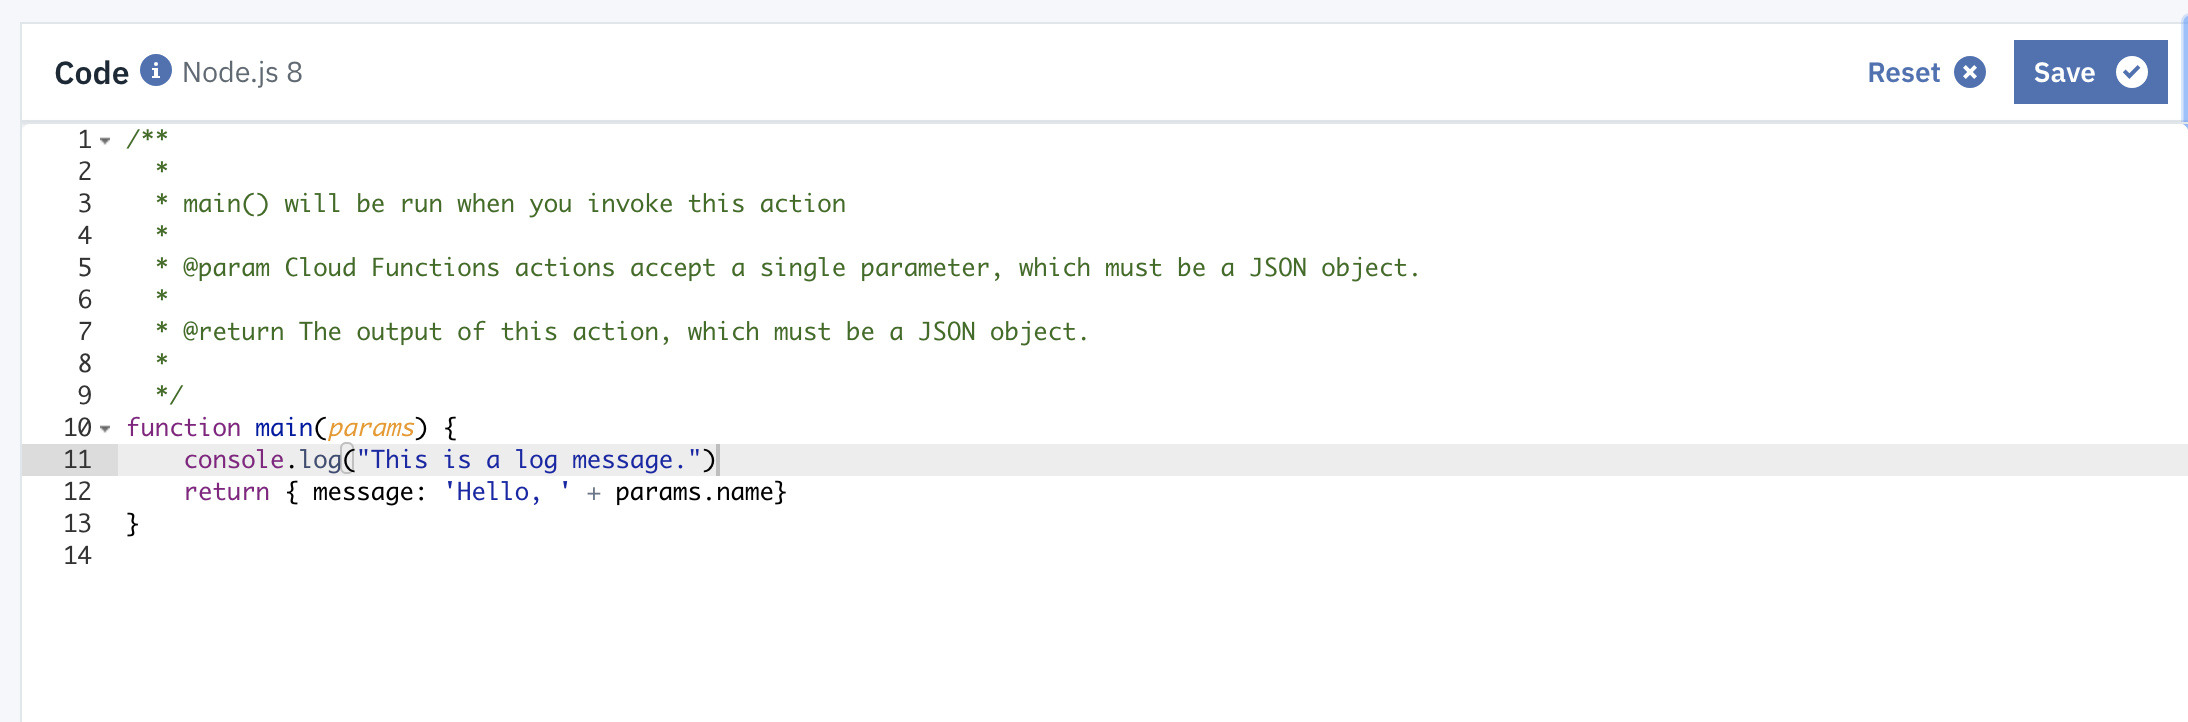 Code i Node.js 8 Reset Save
1 /**
2 *
3 * main() will be run when you invoke this action
4 *
5 * @param Cloud Functions actions accept a single parameter, which must be a JSON object.
6 *
7 * @return The output of this action, which must be a JSON object.
8 *
9 */
10 function main(params) {
11 console.log("This is a log message.")
12 return { message: 'Hello, ' + params.name}
13 }
14